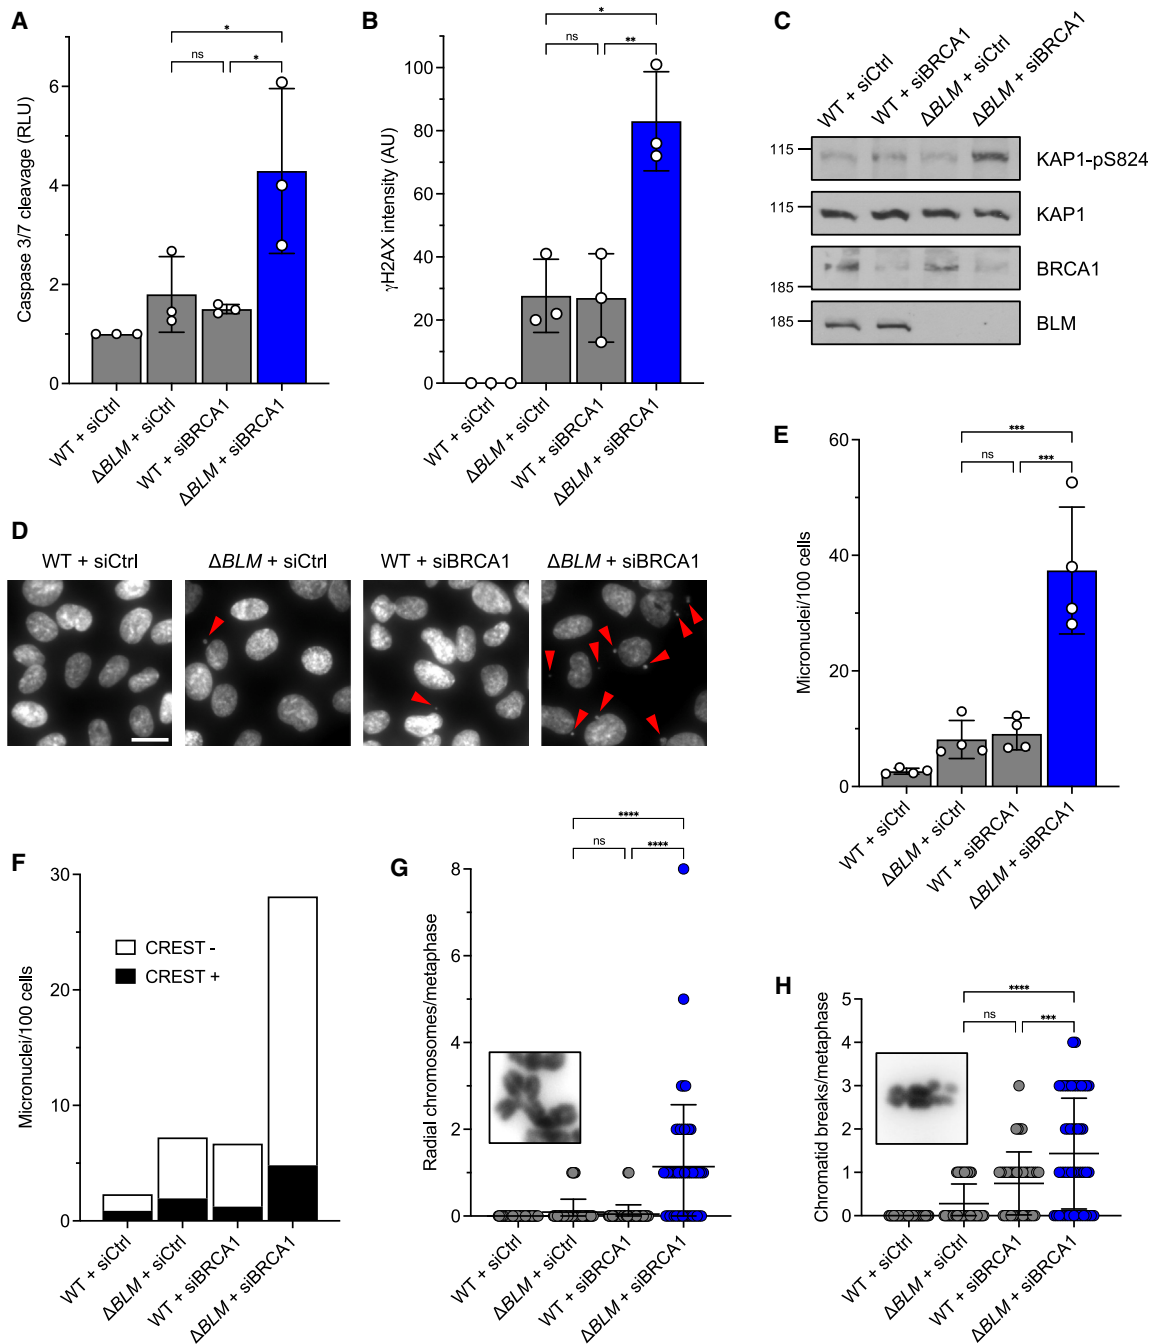 A
Caspase 3/7 cleavage (RLU)
*
ns
*
6
4
2
0
WT + siCtrl
ΔBLM + siCtrl
WT + siBRCA1
ΔBLM + siBRCA1
B
γH2AX intensity (AU)
*
ns
**
100
80
60
40
20
0
WT + siCtrl
ΔBLM + siCtrl
WT + siBRCA1
ΔBLM + siBRCA1
C
WT + siCtrl
WT + siBRCA1
ΔBLM + siCtrl
ΔBLM + siBRCA1
115
KAP1-pS824
115
KAP1
BRCA1
185
185
BLM
D
WT + siCtrl
ΔBLM + siCtrl
WT + siBRCA1
ΔBLM + siBRCA1
E
Micronuclei/100 cells
***
ns
***
60
40
20
0
WT + siCtrl
ΔBLM + siCtrl
WT + siBRCA1
ΔBLM + siBRCA1
F
Micronuclei/100 cells
30
20
10
0
CREST -
CREST +
WT + siCtrl
ΔBLM + siCtrl
WT + siBRCA1
ΔBLM + siBRCA1
G
Radial chromosomes/metaphase
****
ns
****
8
6
4
2
0
WT + siCtrl
ΔBLM + siCtrl
WT + siBRCA1
ΔBLM + siBRCA1
H
Chromatid breaks/metaphase
****
ns
***
5
4
3
2
1
0
WT + siCtrl
ΔBLM + siCtrl
WT + siBRCA1
ΔBLM + siBRCA1